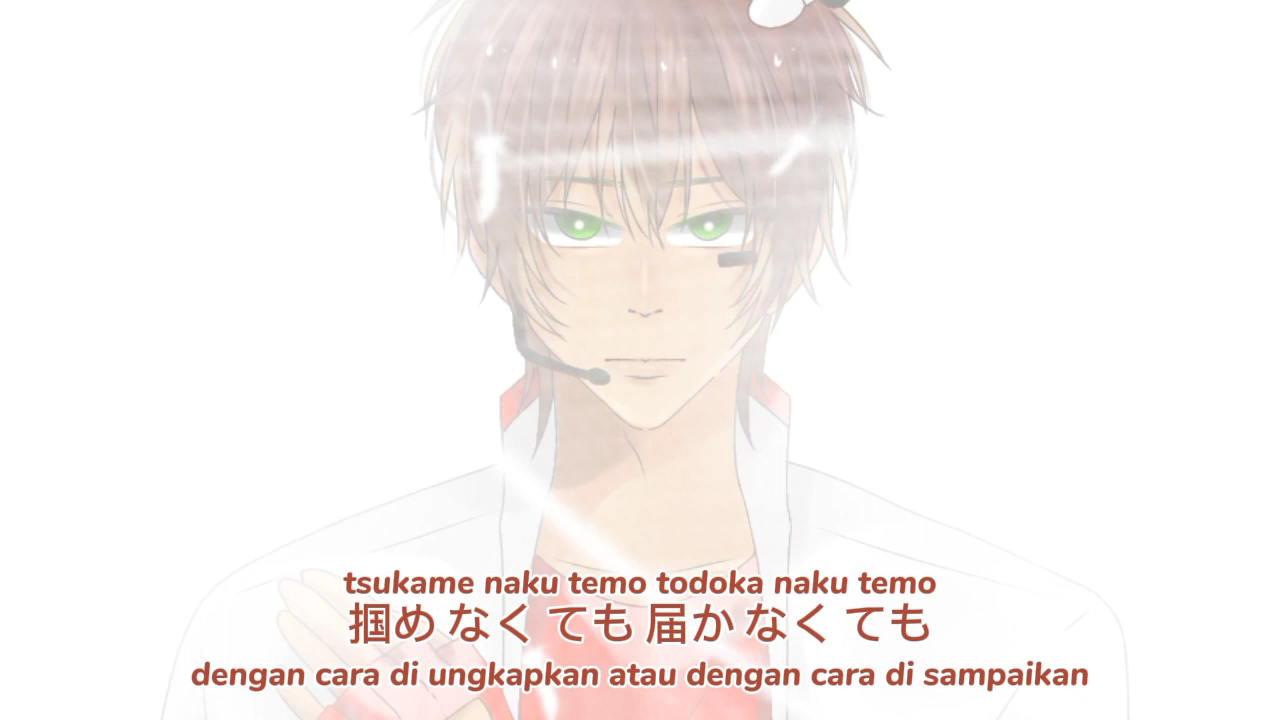 tsukame naku temo todoka naku temo
掴めなくても届かなくても
dengan cara di ungkapkan atau dengan cara di sampaikan